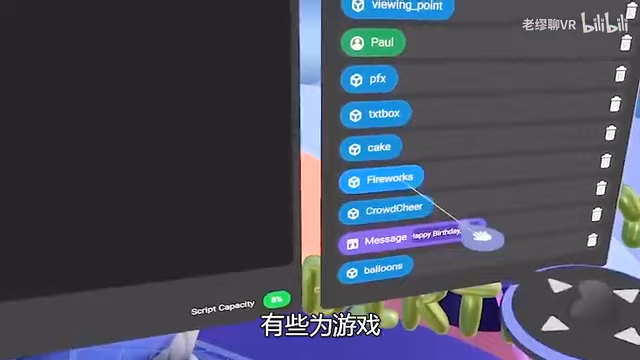 viewing_point
老缪聊VR bilibili
Paul
pfx
txtbox
cake
Fireworks
CrowdCheer
Message Happy Birthday,
balloons
Script Capacity
有些为游戏